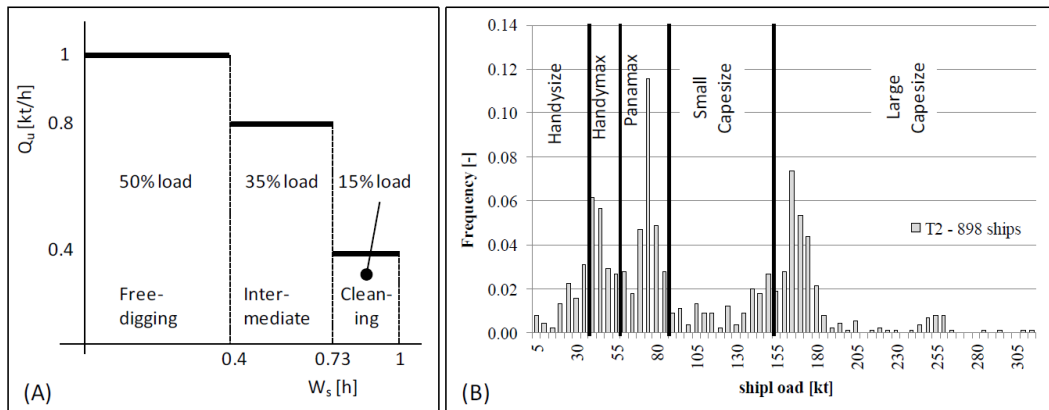 (A)
Q_u [kt/h]
1
0.8
0.4
50% load
35% load
15% load
Free-
digging
Inter-
mediate
Clean-
ing
0.4
0.73
1
W_s [h]
(B)
Frequency [-]
0.14
0.12
0.10
0.08
0.06
0.04
0.02
0.00
Handysize
Handymax
Panamax
Small
Capesize
Large
Capesize
T2 - 898 ships
5
30
55
80
105
130
155
180
205
230
255
280
305
shipl oad [kt]